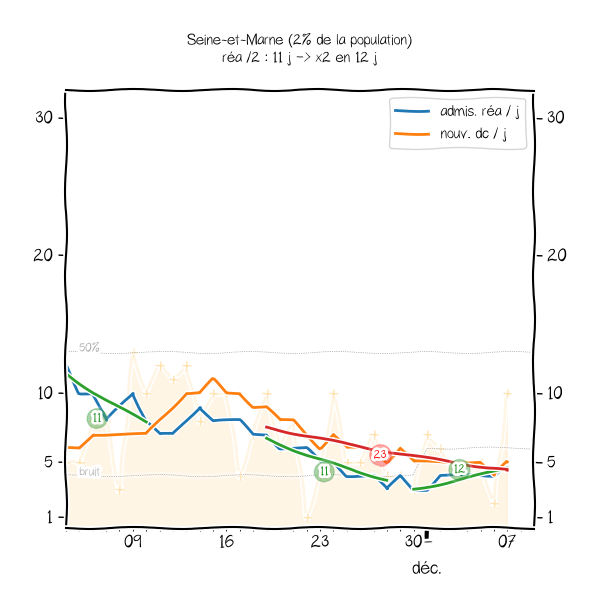 Seine-et-Marne (2% de la population)
réa /2 : 11 j -> x2 en 12 j
admis. réa / j
nouv. dc / j
30 30
20 20
50%
10 10
11
23
12
11
5 5
bruit
1 1
09 16 23 30 07
déc.